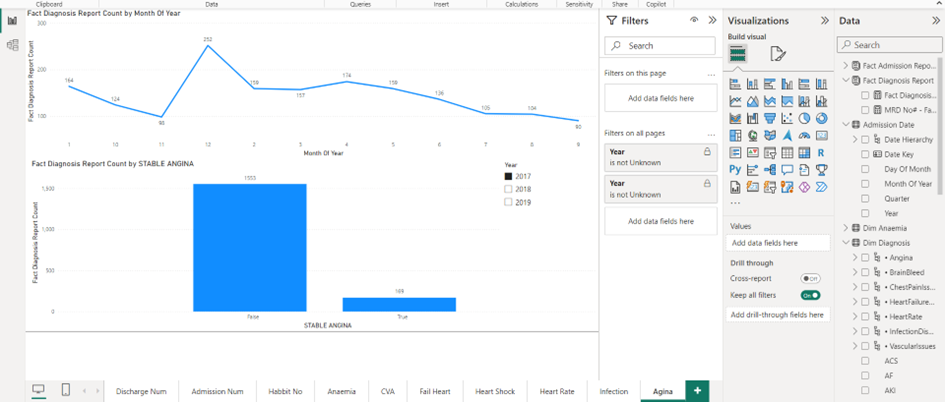 Clipboard Data Queries Insert Calculations Sensitivity Share Copilot
Fact Diagnosis Report Count by Month Of Year
Fact Diagnosis Report Count
300
200
100
164
124
98
252
159
157
174
159
136
105
104
90
1 10 11 12 2 3 4 5 6 7 8 9
Month Of Year
Fact Diagnosis Report Count by STABLE ANGINA
Fact Diagnosis Report Count
1,500
1,000
500
0
1553
169
False True
STABLE ANGINA
Year
2017
2018
2019
Filters
Search
Filters on this page ...
Add data fields here
Filters on all pages ...
Year
is not Unknown
Year
is not Unknown
Add data fields here
Visualizations
Build visual
R
Py
...
Values
Add data fields here
Drill through
Cross-report Off
Keep all filters On
Add drill-through fields here
Data
Search
Fact Admission Repo...
Fact Diagnosis Report
Fact Diagnosis...
MRD No# - Fa...
Admission Date
Date Hierarchy
Date Key
Day Of Month
Month Of Year
Quarter
Year
Dim Anaemia
Dim Diagnosis
• Angina
• BrainBleed
• ChestPainIss...
• HeartFailure...
• HeartRate
• InfectionDis...
• VascularIssues
ACS
AF
AKI
Discharge Num Admission Num Habbit No Anaemia CVA Fail Heart Heart Shock Heart Rate Infection Agina +